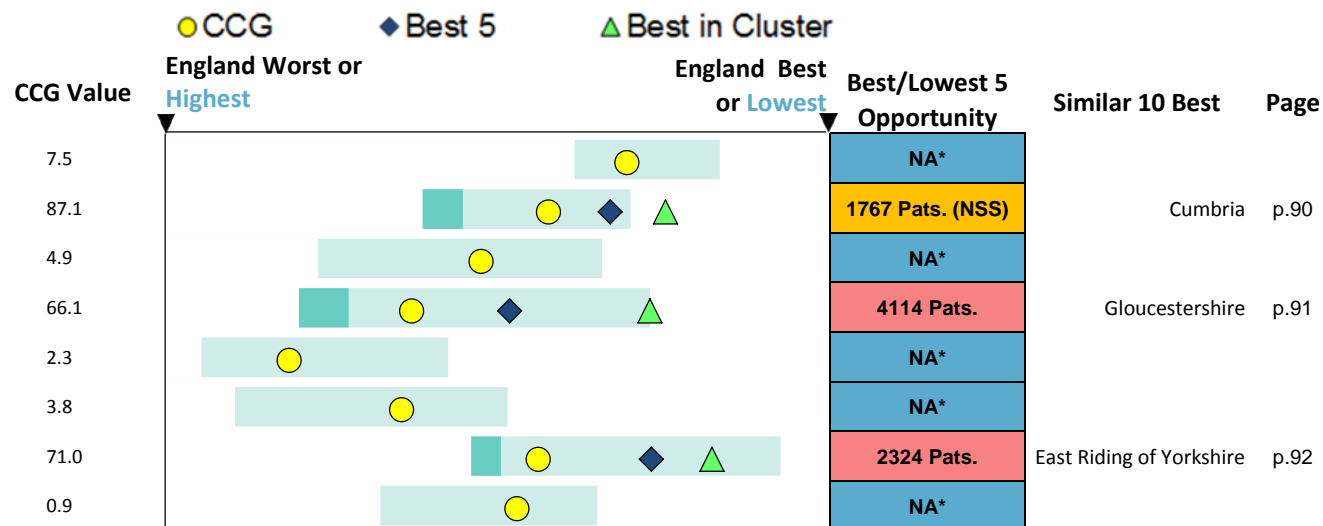 CCG Best 5 Best in Cluster
CCG Value
England Worst or
Highest
England Best
or Lowest
Best/Lowest 5
Opportunity
Similar 10 Best
Page
7.5 NA*
87.1 1767 Pats. (NSS) Cumbria p.90
4.9 NA*
66.1 4114 Pats. Gloucestershire p.91
2.3 NA*
3.8 NA*
71.0 2324 Pats. East Riding of Yorkshire p.92
0.9 NA*